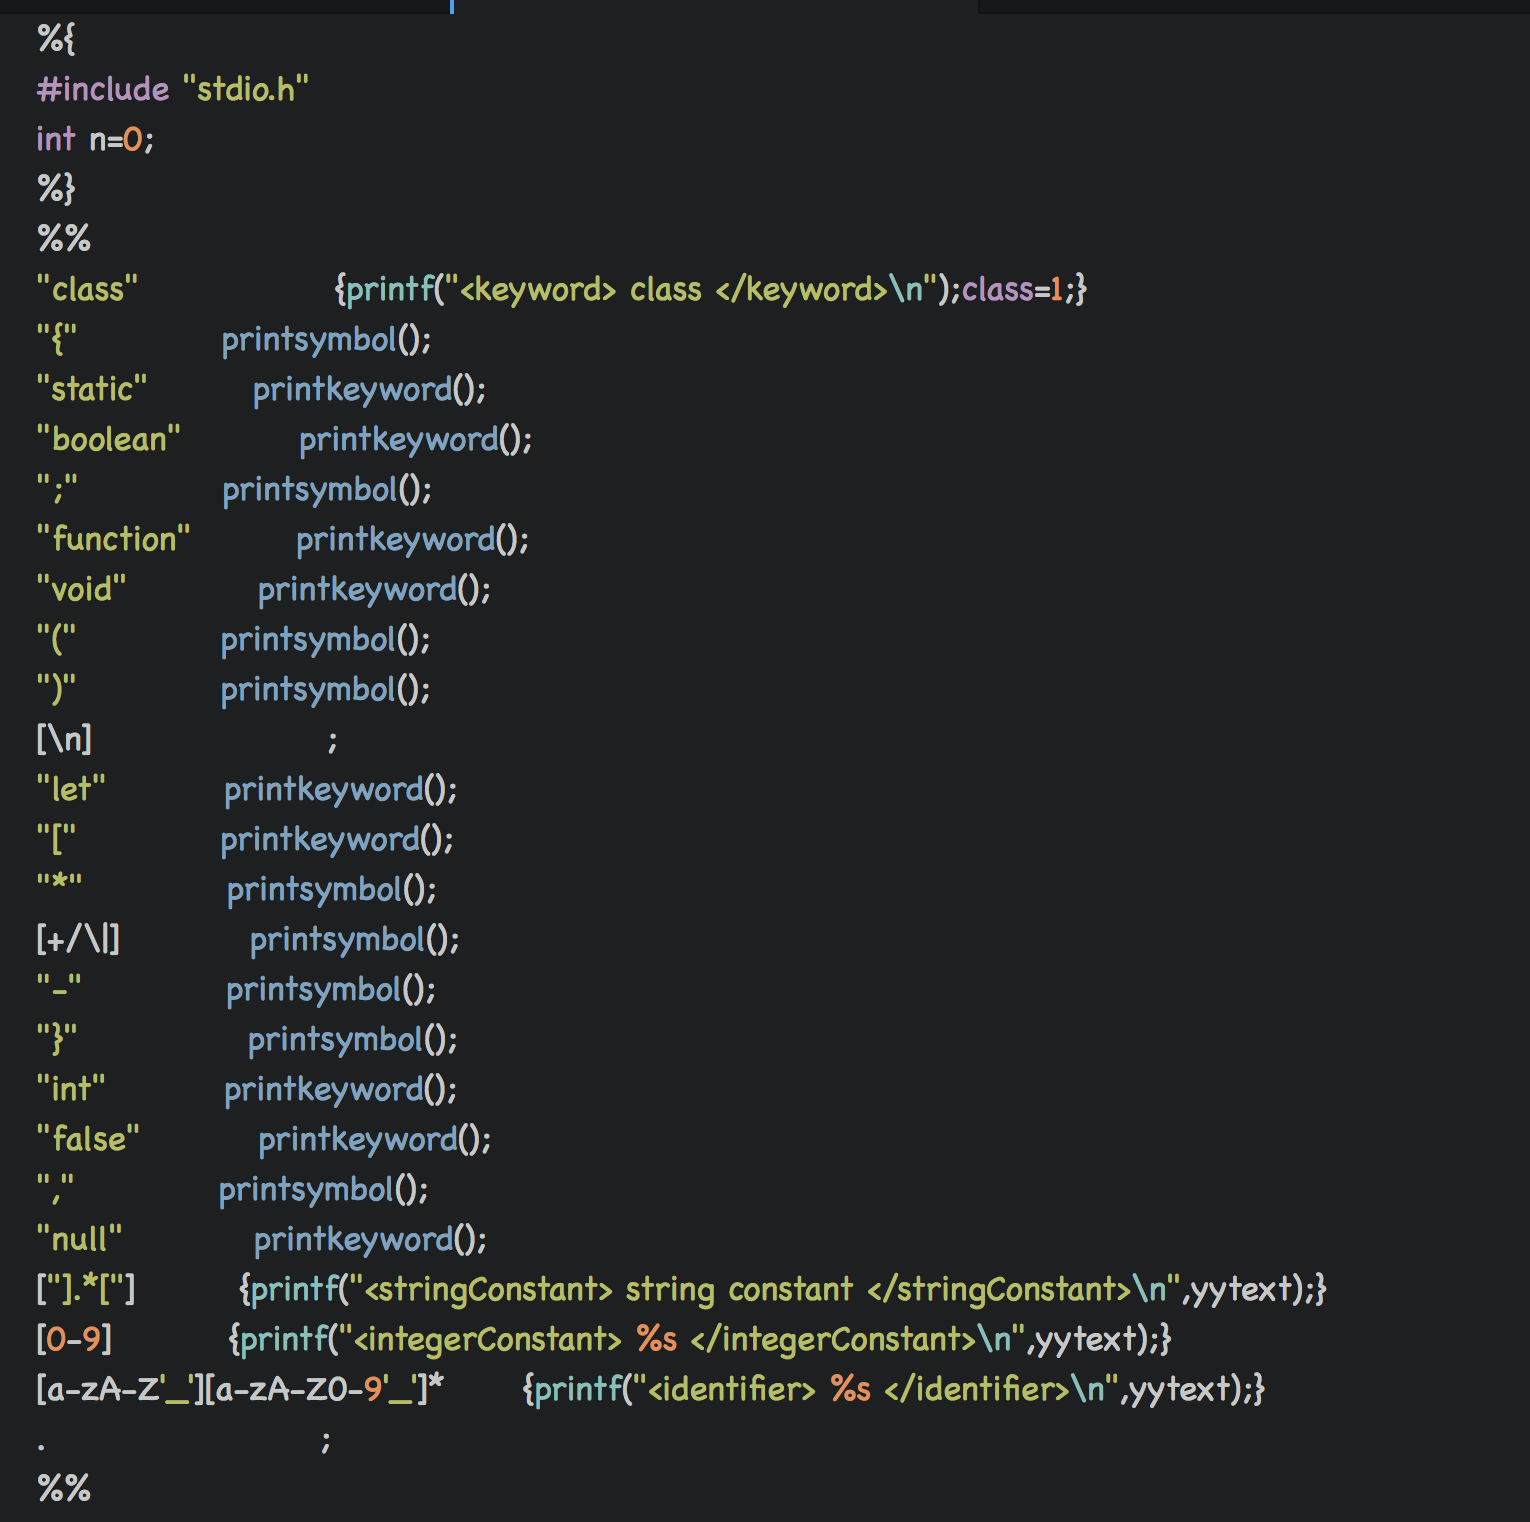 %{
#include "stdio.h"
int n=0;
%}
%%
"class" {printf("<keyword> class </keyword>\n");class=1;}
"{" printsymbol();
"static" printkeyword();
"boolean" printkeyword();
";" printsymbol();
"function" printkeyword();
"void" printkeyword();
"(" printsymbol();
")" printsymbol();
[\n] ;
"let" printkeyword();
"[" printkeyword();
"*" printsymbol();
[+/\|] printsymbol();
"-" printsymbol();
"}" printsymbol();
"int" printkeyword();
"false" printkeyword();
"," printsymbol();
"null" printkeyword();
["].*["] {printf("<stringConstant> string constant </stringConstant>\n",yytext);}
[0-9] {printf("<integerConstant> %s </integerConstant>\n",yytext);}
[a-zA-Z'_'][a-zA-Z0-9'_']* {printf("<identifier> %s </identifier>\n",yytext);}
. ;
%%